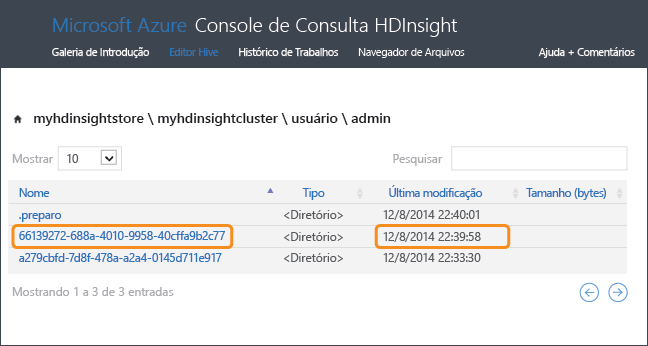 Microsoft Azure Console de Consulta HDInsight
Galeria de Introdução Editor Hive Histórico de Trabalhos Navegador de Arquivos Ajuda + Comentários
myhdinsightstore \ myhdinsightcluster \ usuário \ admin
Mostrar 10 Pesquisar
Nome Tipo Última modificação Tamanho (bytes)
.preparo <Diretório> 12/8/2014 22:40:01
66139272-688a-4010-9958-40cffa9b2c77 <Diretório> 12/8/2014 22:39:58
a279cbfd-7d8f-478a-a2a4-0145d711e917 <Diretório> 12/8/2014 22:33:30
Mostrando 1 a 3 de 3 entradas